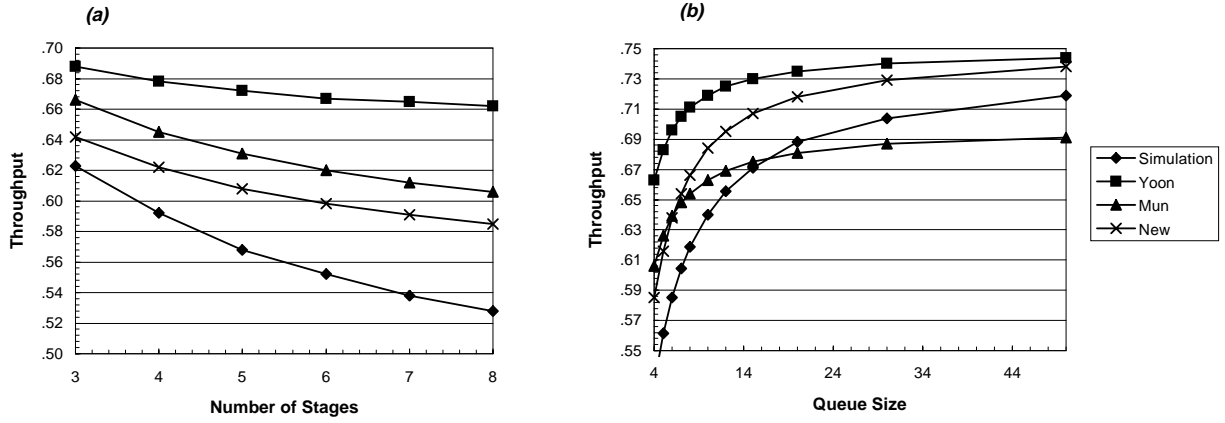 (a)
.70
.68
.66
.64
.62
.60
.58
.56
.54
.52
.50
Throughput
3 4 5 6 7 8
Number of Stages
(b)
.75
.73
.71
.69
.67
.65
.63
.61
.59
.57
.55
Throughput
4 14 24 34 44
Queue Size
Simulation
Yoon
Mun
New